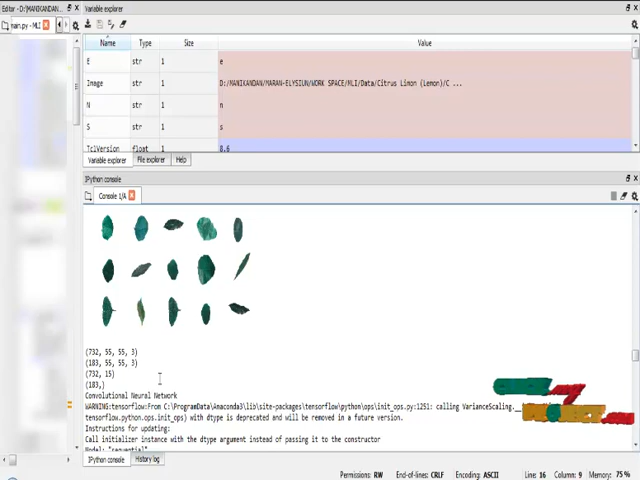 Editor - D:\MANIKANDAN...
main.py - MLI
Variable explorer
Name Type Size Value
E str 1 e
Image str 1 D:/MANIKANDAN/MARAN-ELYSIUM/WORK SPACE/MLI/Data/Citrus Limon (Lemon)/C ...
N str 1 n
S str 1 s
TclVersion float 1 8.6
Variable explorer File explorer Help
IPython console
Console 1/A
(732, 55, 55, 3)
(183, 55, 55, 3)
(732, 15)
(183,)
Convolutional Neural Network
WARNING:tensorflow:From C:\ProgramData\Anaconda3\lib\site-packages\tensorflow\python\ops\init_ops.py:1251: calling VarianceScaling.__
tensorflow.python.ops.init_ops) with dtype is deprecated and will be removed in a future version.
Instructions for updating:
Call initializer instance with the dtype argument instead of passing it to the constructor
Model: "sequential"
IPython console History log
Permissions: RW End-of-lines: CRLF Encoding: ASCII Line: 16 Column: 9 Memory: 75 %